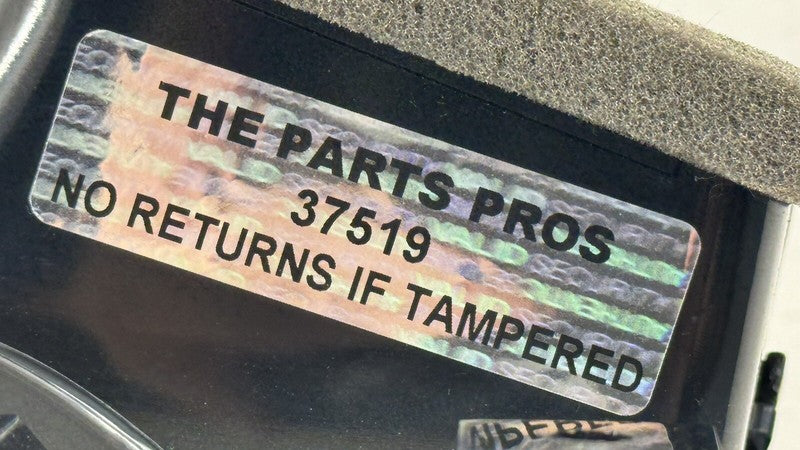 THE PARTS PROS
37519
NO RETURNS IF TAMPERED